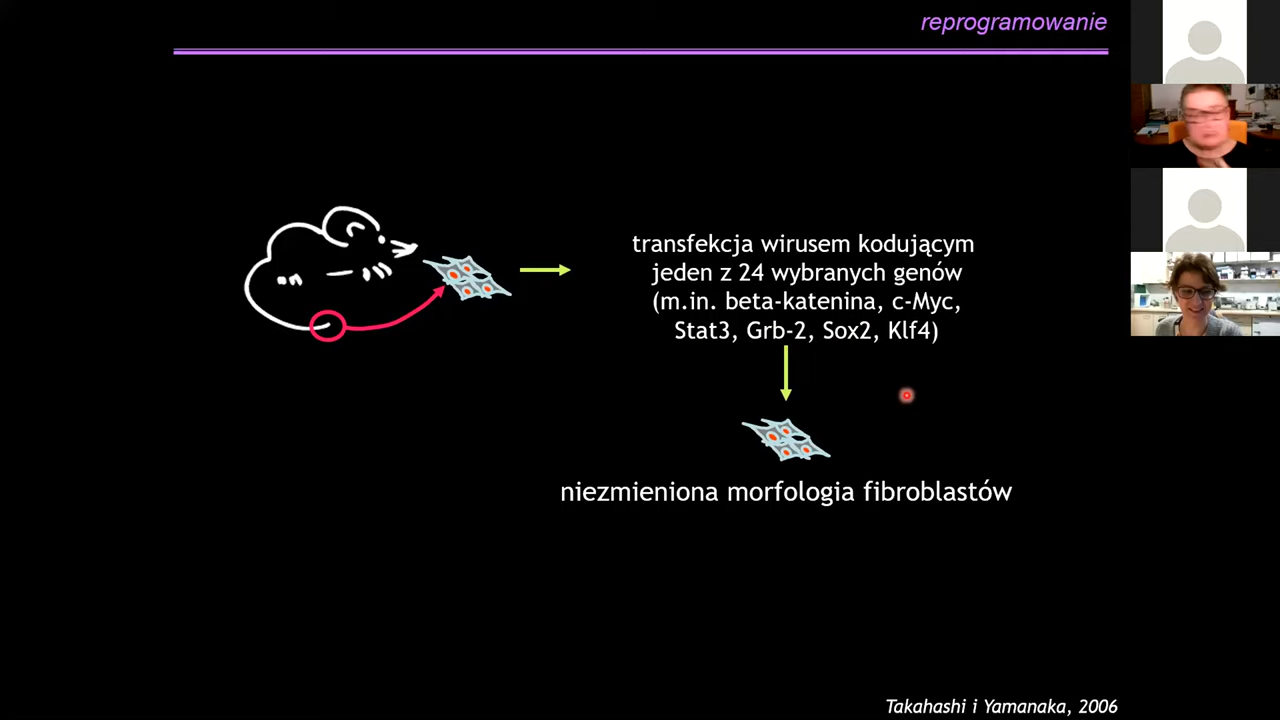 reprogramowanie
transfekcja wirusem kodującym
jeden z 24 wybranych genów
(m.in. beta-katenina, c-Myc,
Stat3, Grb-2, Sox2, Klf4)
niezmieniona morfologia fibroblastów
Takahashi i Yamanaka, 2006